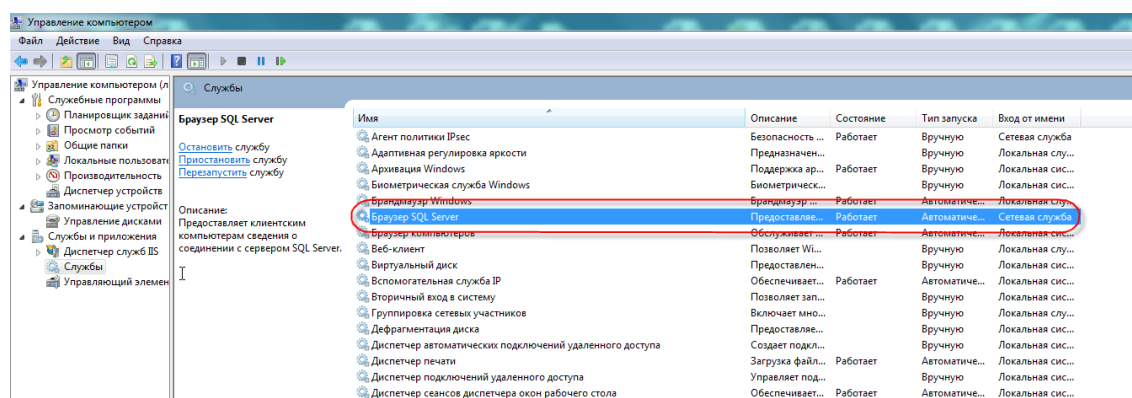 Управление компьютером
Файл Действие Вид Справка
Управление компьютером (л
Служебные программы
Планировщик заданий
Просмотр событий
Общие папки
Локальные пользовате
Производительность
Диспетчер устройств
Запоминающие устройст
Управление дисками
Службы и приложения
Диспетчер служб IIS
Службы
Управляющий элемен
Службы
Браузер SQL Server
Остановить службу
Приостановить службу
Перезапустить службу
Описание:
Предоставляет клиентским
компьютерам сведения о
соединении с сервером SQL Server.
Имя Описание Состояние Тип запуска Вход от имени
Агент политики IPsec Безопасность ... Работает Вручную Сетевая служба
Адаптивная регулировка яркости Предназначен... Вручную Локальная слу...
Архивация Windows Поддержка ар... Работает Вручную Локальная сис...
Биометрическая служба Windows Биометрическ... Вручную Локальная сис...
Брандмауэр Windows Брандмауэр ... Работает Автоматиче... Локальная слу...
Браузер SQL Server Предоставляе... Работает Автоматиче... Сетевая служба
Браузер компьютеров Обслуживает ... Работает Автоматиче... Локальная сис...
Веб-клиент Позволяет Wi... Вручную Локальная слу...
Виртуальный диск Предоставлен... Вручную Локальная сис...
Вспомогательная служба IP Обеспечивает... Работает Автоматиче... Локальная сис...
Вторичный вход в систему Позволяет зап... Вручную Локальная сис...
Группировка сетевых участников Включает мно... Вручную Локальная слу...
Дефрагментация диска Предоставляе... Вручную Локальная сис...
Диспетчер автоматических подключений удаленного доступа Создает подкл... Вручную Локальная сис...
Диспетчер печати Загрузка файл... Работает Автоматиче... Локальная сис...
Диспетчер подключений удаленного доступа Управляет под... Вручную Локальная сис...
Диспетчер сеансов диспетчера окон рабочего стола Обеспечивает... Работает Автоматиче... Локальная сис...